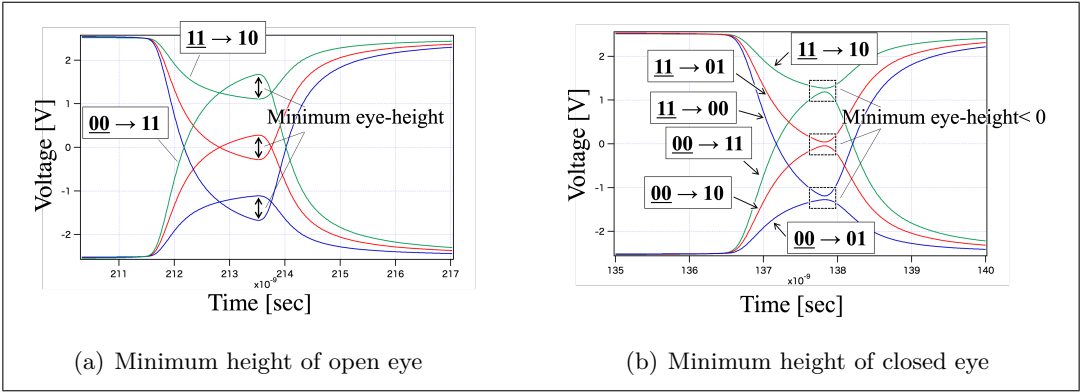 11 → 10
00 → 11
Minimum eye-height
Voltage [V]
2
1
0
-1
-2
211
212
213
214
215
216
217
x10⁻⁹
Time [sec]
(a) Minimum height of open eye
11 → 10
11 → 01
11 → 00
00 → 11
00 → 10
00 → 01
Minimum eye-height< 0
Voltage [V]
2
1
0
-1
-2
135
136
137
138
139
140
x10⁻⁹
Time [sec]
(b) Minimum height of closed eye